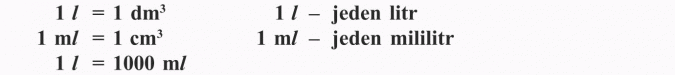 1 l = 1 dm³ 1 l – jeden litr
1 ml = 1 cm³ 1 ml – jeden mililitr
1 l = 1000 ml